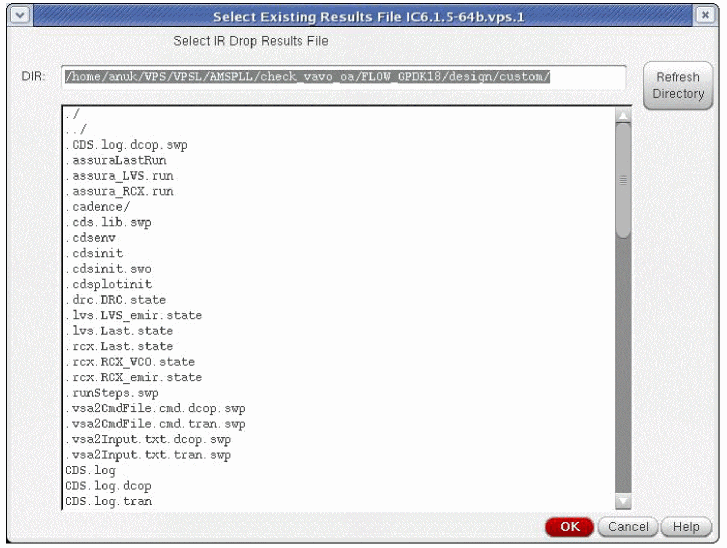 Select Existing Results File IC6.1.5-64b.vps.1
Select IR Drop Results File
DIR: /home/anuk/VPS/VPSL/AMSPLL/check_vavo_oa/FLOW_GPDK18/design/custom/
Refresh
Directory
./
../
.CDS.log.dcop.swp
.assuraLastRun
.assura_LVS.run
.assura_RCX.run
.cadence/
.cds.lib.swp
.cdsenv
.cdsinit
.cdsinit.swo
.cdsplotinit
.drc.DRC.state
.lvs.LVS_emir.state
.lvs.Last.state
.rcx.Last.state
.rcx.RCX_VCO.state
.rcx.RCX_emir.state
.runSteps.swp
.vsa2CmdFile.cmd.dcop.swp
.vsa2CmdFile.cmd.tran.swp
.vsa2Input.txt.dcop.swp
.vsa2Input.txt.tran.swp
CDS.log
CDS.log.dcop
CDS.log.tran
OK Cancel Help